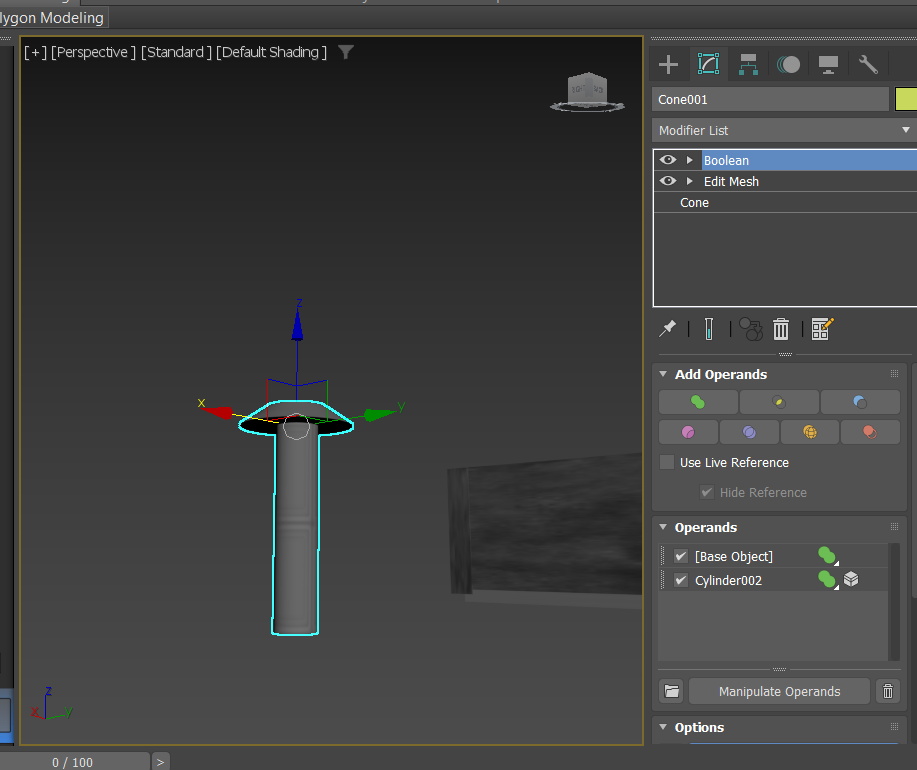 lygon Modeling
[+] [Perspective ] [Standard ] [Default Shading ]
Cone001
Modifier List
Boolean
Edit Mesh
Cone
z
x
y
Add Operands
Use Live Reference
Hide Reference
Operands
[Base Object]
Cylinder002
Manipulate Operands
Options
z
x
y
0 / 100
>